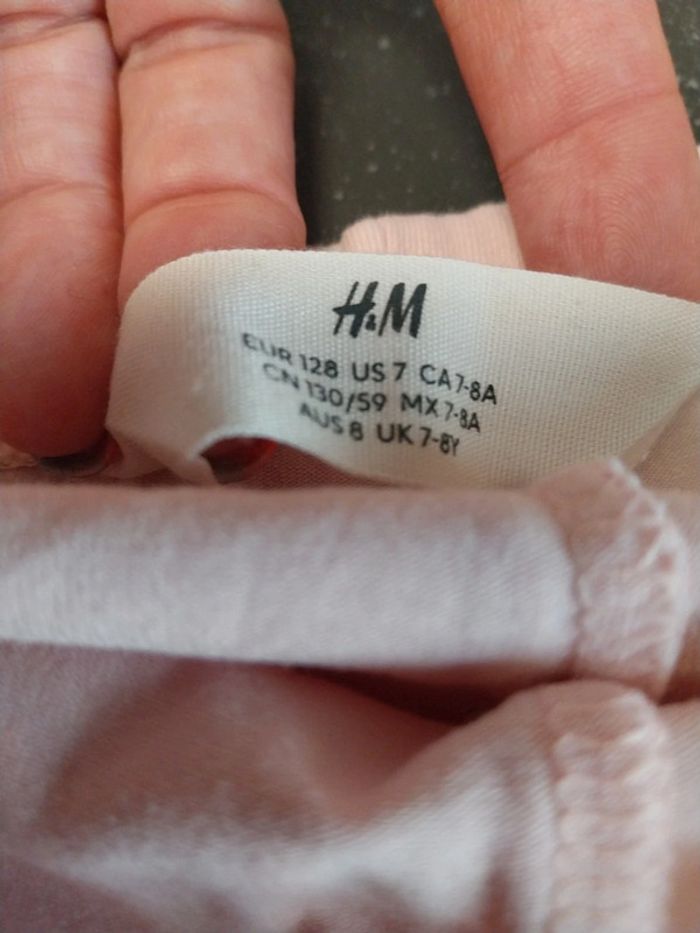 H&M
EUR 128 US 7 CA 7-8A
CN 130/59 MX 7-8A
AUS 8 UK 7-8Y